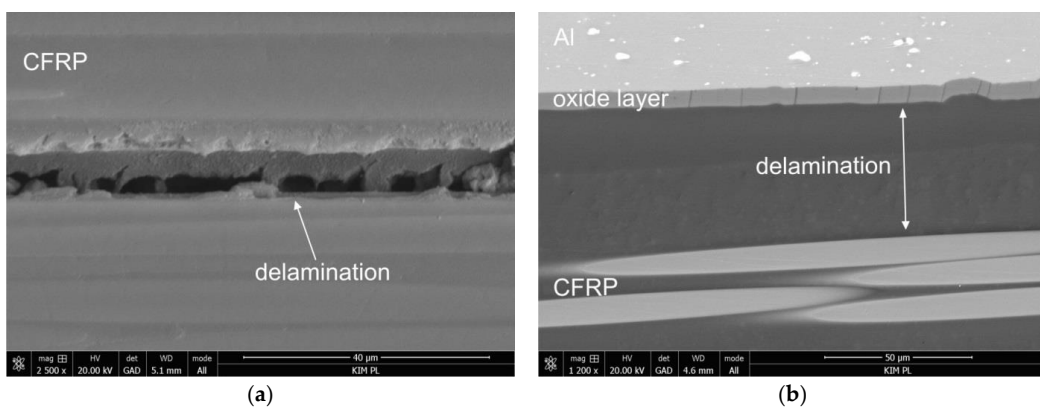 CFRP
delamination
mag HV det WD mode
2 500 x 20.00 kV GAD 5.1 mm All
40 µm
KIM PL
(a)
Al
oxide layer
delamination
CFRP
mag HV det WD mode
1 200 x 20.00 kV GAD 4.6 mm All
50 µm
KIM PL
(b)